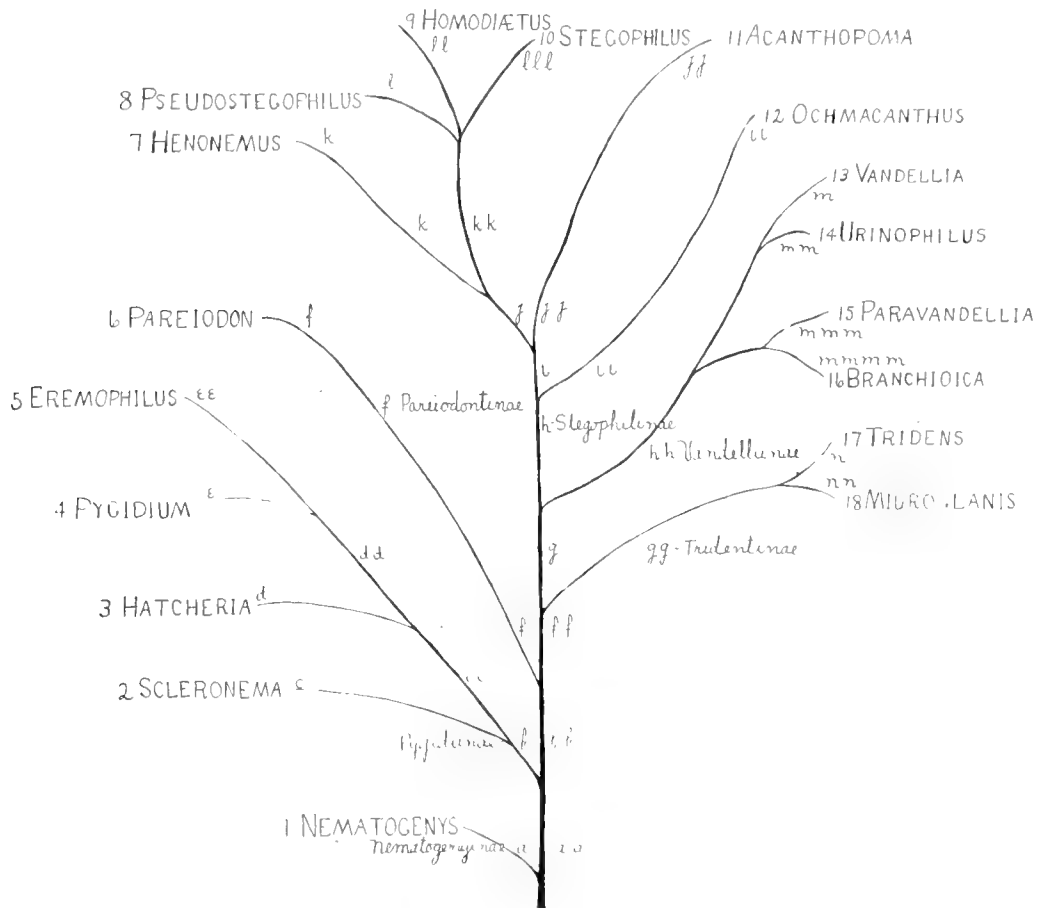 9 HOMODIÆTUS
ll
10 STEGOPHILUS
lll
11 ACANTHOPOMA
jj
l
8 PSEUDOSTEGOPHILUS
12 OCHMACANTHUS
ii
k
7 HENONEMUS
13 VANDELLIA
m
k
kk
14 URINOPHILUS
mm
6 PAREIODON
f
j
jj
15 PARAVANDELLIA
mmm
mmmm
i
ii
16 BRANCHIOICA
5 EREMOPHILUS
ee
f Pareiodontinae
h-Stegophilinae
17 TRIDENS
n
hh Vandelliinae
nn
e
4 PYGIDIUM
18
dd
g
gg-Tridentinae
d
3 HATCHERIA
f
ff
2 SCLERONEMA
c
b
1 NEMATOGENYS